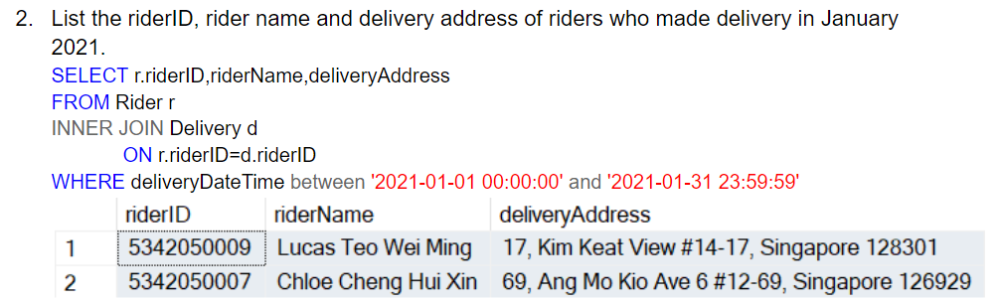 2. List the riderID, rider name and delivery address of riders who made delivery in January
2021.
SELECT r.riderID,riderName,deliveryAddress
FROM Rider r
INNER JOIN Delivery d
ON r.riderID=d.riderID
WHERE deliveryDateTime between '2021-01-01 00:00:00' and '2021-01-31 23:59:59'
riderID riderName deliveryAddress
1 5342050009 Lucas Teo Wei Ming 17, Kim Keat View #14-17, Singapore 128301
2 5342050007 Chloe Cheng Hui Xin 69, Ang Mo Kio Ave 6 #12-69, Singapore 126929